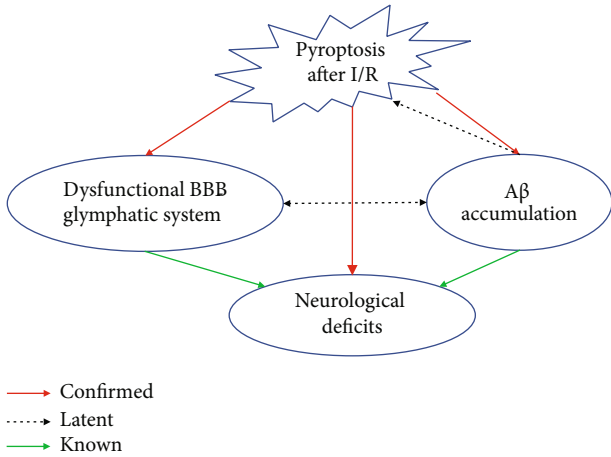 Pyroptosis
after I/R
Dysfunctional BBB
glymphatic system
Aβ
accumulation
Neurological
deficits
Confirmed
Latent
Known